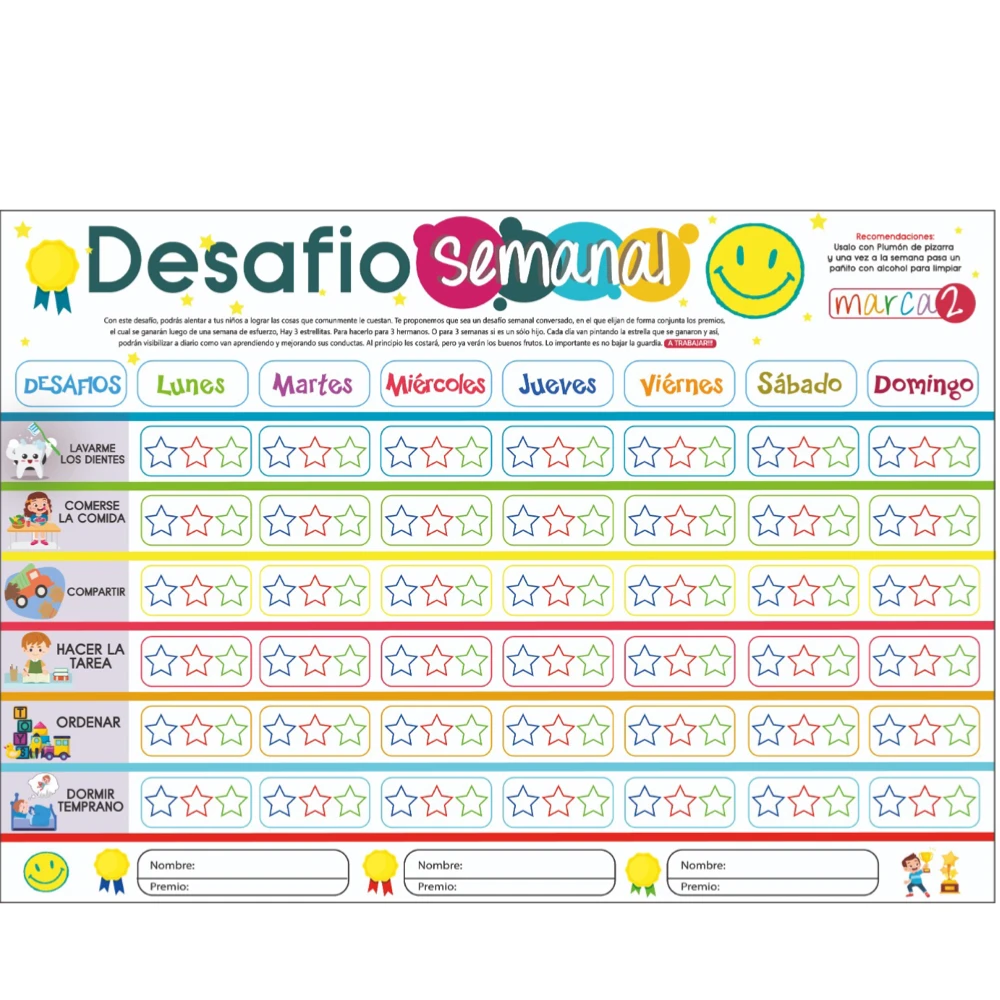 Desafio semanal
Recomendaciones:
Usalo con Plumón de pizarra
y una vez a la semana pasa un
pañito con alcohol para limpiar
marca2
Con este desafío, podrás alentar a tus niños a lograr las cosas que comunmente le cuestan. Te proponemos que sea un desafio semanal conversado, en el que elijan de forma conjunta los premios,
el cual se ganarán luego de una semana de esfuerzo, Hay 3 estrellitas. Para hacerlo para 3 hermanos. O para 3 semanas si es un sólo hijo. Cada día van pintando la estrella que se ganaron y así,
podrán visibilizar a diario como van aprendiendo y mejorando sus conductas. Al principio les costará, pero ya verán los buenos frutos. Lo importante es no bajar la guardia. A TRABAJAR!!!
DESAFIOS Lunes Martes Miércoles Jueves Viérnes Sábado Domingo
LAVARME
LOS DIENTES
COMERSE
LA COMIDA
COMPARTIR
HACER LA
TAREA
TOYS
ORDENAR
DORMIR
TEMPRANO
Nombre: Nombre: Nombre:
Premio: Premio: Premio: